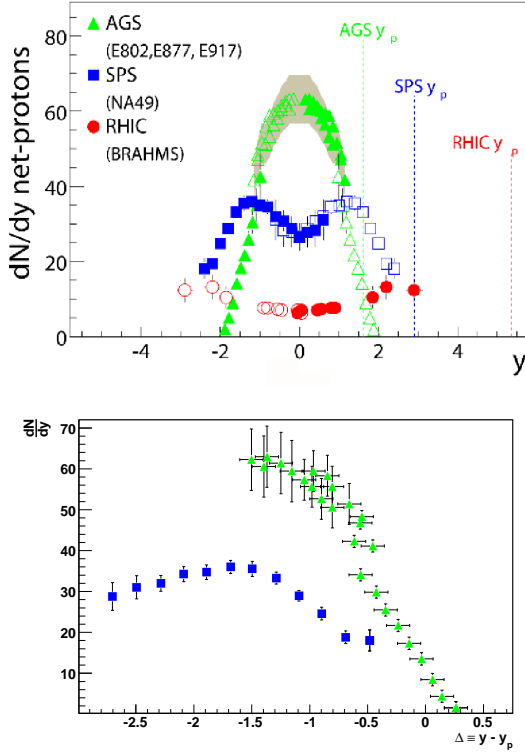 dN/dy net-protons
80
60
40
20
0
AGS
(E802,E877, E917)
SPS
(NA49)
RHIC
(BRAHMS)
AGS y p
SPS y p
RHIC y p
-4 -2 0 2 4 y
dN
dy
70
60
50
40
30
20
10
-2.5 -2 -1.5 -1 -0.5 0 0.5
Δ ≡ y - yp